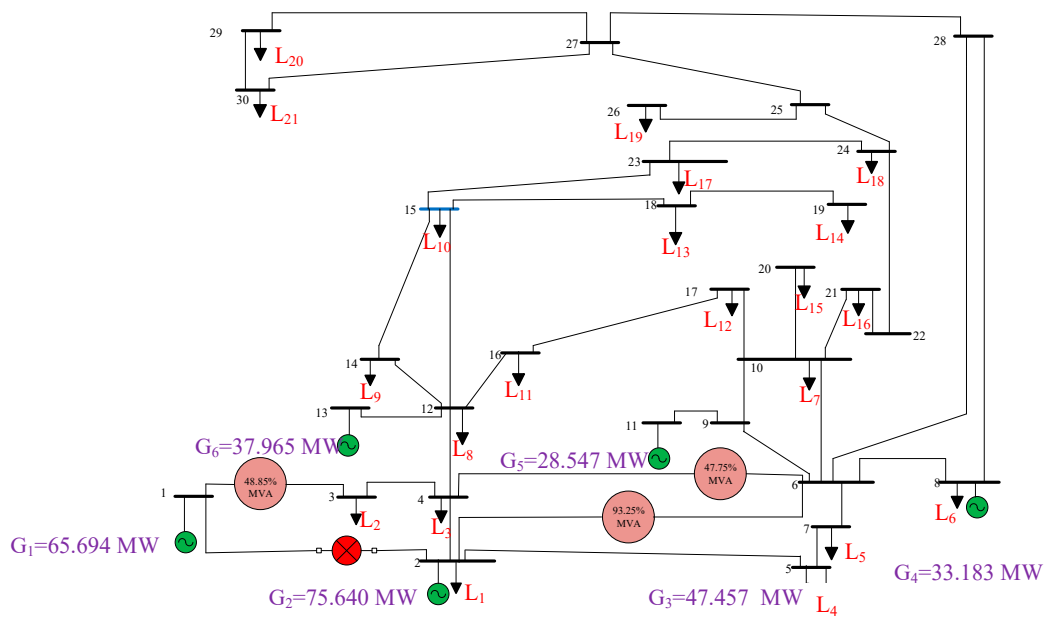 29
27
28
L₂₀
30
L₂₁
26
25
L₁₉
24
23
L₁₈
L₁₇
15
18
19
L₁₀
L₁₃
L₁₄
20
17
21
L₁₅
L₁₂
L₁₆
22
16
14
10
L₉
L₁₁
L₇
13
12
11
9
G₆=37.965 MW
L₈
G₅=28.547 MW
48.85%
MVA
47.75%
MVA
1
3
4
6
8
L₂
L₃
93.25%
MVA
L₆
7
G₁=65.694 MW
L₅
2
5
G₄=33.183 MW
G₂=75.640 MW
L₁
G₃=47.457 MW
L₄